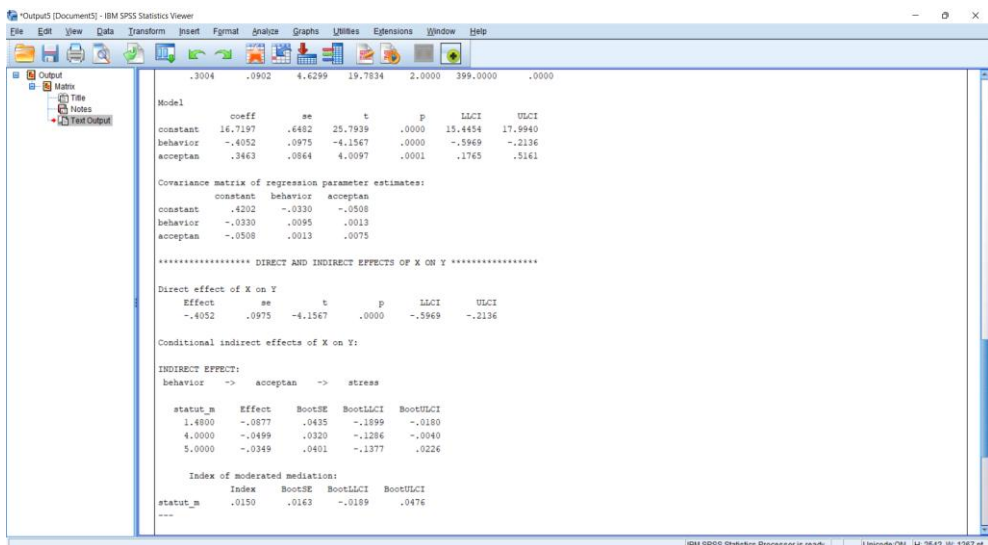 *Output5 [Document5] - IBM SPSS Statistics Viewer
File Edit View Data Transform Insert Format Analyze Graphs Utilities Extensions Window Help
Output
Matrix
Title
Notes
Text Output
.3004 .0902 4.6299 19.7834 2.0000 399.0000 .0000
Model
coeff se t p LLCI ULCI
constant 16.7197 .6482 25.7939 .0000 15.4454 17.9940
behavior -.4052 .0975 -4.1567 .0000 -.5969 -.2136
acceptan .3463 .0864 4.0097 .0001 .1765 .5161
Covariance matrix of regression parameter estimates:
constant behavior acceptan
constant .4202 -.0330 -.0508
behavior -.0330 .0095 .0013
acceptan -.0508 .0013 .0075
****************** DIRECT AND INDIRECT EFFECTS OF X ON Y *****************
Direct effect of X on Y
Effect se t p LLCI ULCI
-.4052 .0975 -4.1567 .0000 -.5969 -.2136
Conditional indirect effects of X on Y:
INDIRECT EFFECT:
behavior -> acceptan -> stress
statut_m Effect BootSE BootLLCI BootULCI
1.4800 -.0877 .0435 -.1899 -.0180
4.0000 -.0499 .0320 -.1286 -.0040
5.0000 -.0349 .0401 -.1377 .0226
Index of moderated mediation:
Index BootSE BootLLCI BootULCI
statut_m .0150 .0163 -.0189 .0476
---
IBM SPSS Statistics Processor is ready Unicode:ON H: 2542, W: 1267 pt